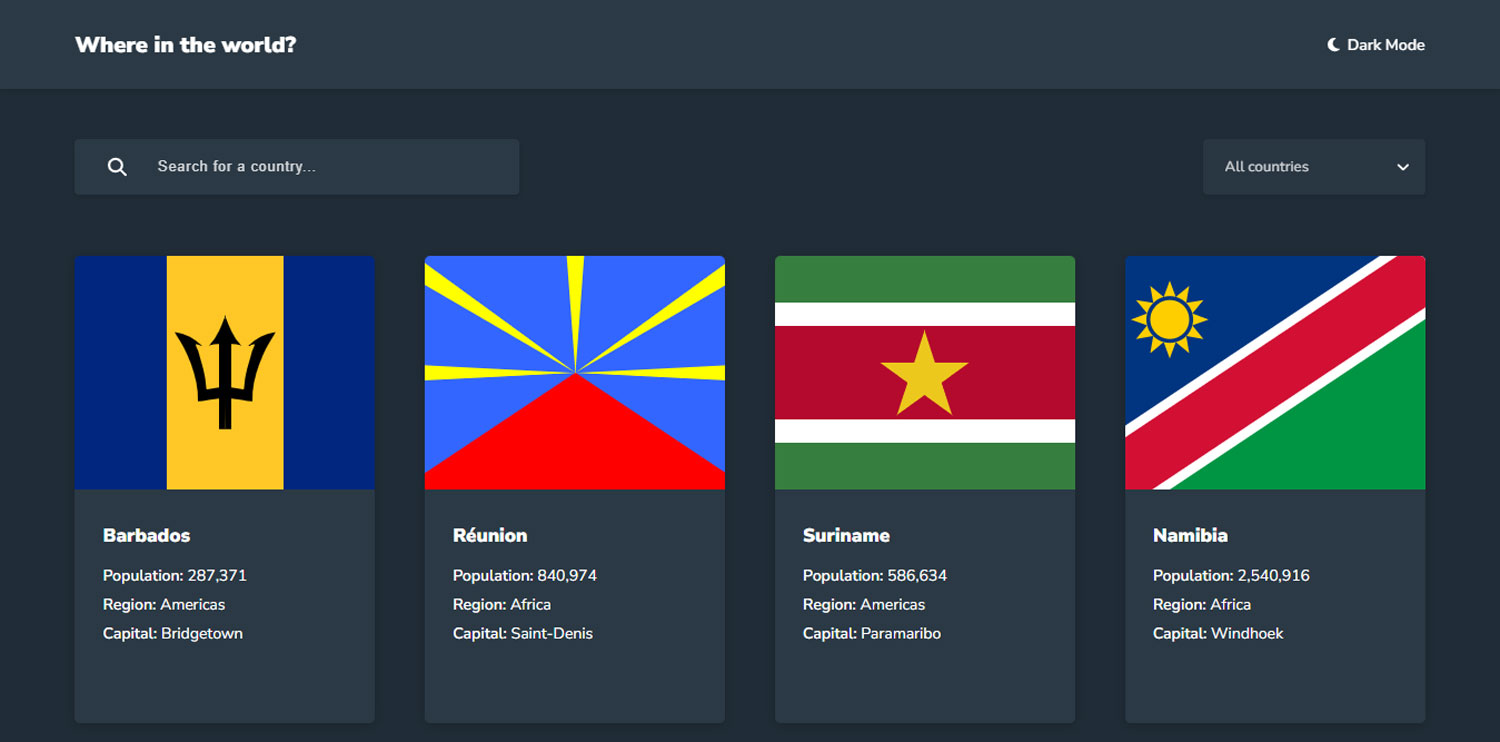 Where in the world?
Dark Mode
Search for a country...
All countries
Barbados
Population: 287,371
Region: Americas
Capital: Bridgetown
Réunion
Population: 840,974
Region: Africa
Capital: Saint-Denis
Suriname
Population: 586,634
Region: Americas
Capital: Paramaribo
Namibia
Population: 2,540,916
Region: Africa
Capital: Windhoek